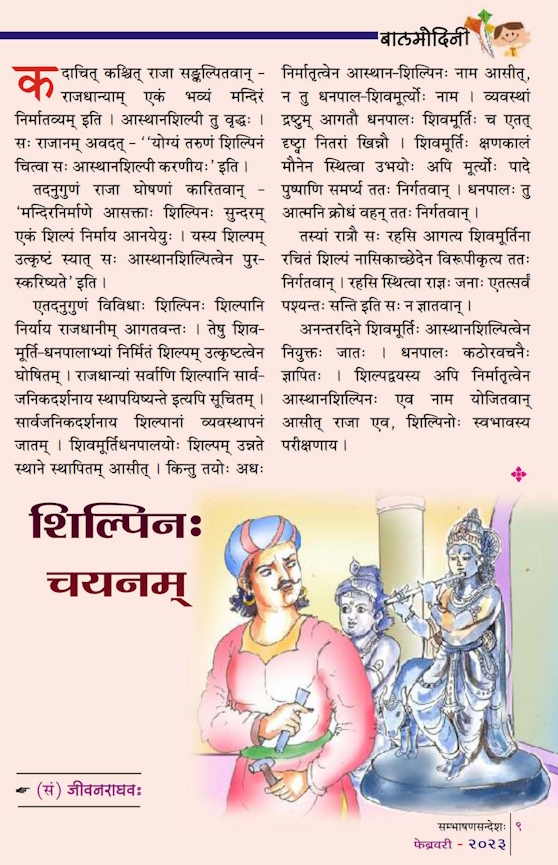 बालमोदिनी
कदाचित् कश्चित् राजा सङ्कल्पितवान् -
राजधान्याम् एकं भव्यं मन्दिरं
निर्मातव्यम् इति । आस्थानशिल्पी तु वृद्धः ।
सः राजानम् अवदत् - ‘‘योग्यं तरुणं शिल्पिनं
चित्वा सः आस्थानशिल्पी करणीयः’ इति ।
तदनुगुणं राजा घोषणां कारितवान् -
‘मन्दिरनिर्माणे आसक्ताः शिल्पिनः सुन्दरम्
एकं शिल्पं निर्माय आनयेयुः । यस्य शिल्पम्
उत्कृष्टं स्यात् सः आस्थानशिल्पित्वेन पुर-
स्करिष्यते’ इति ।
एतदनुगुणं विविधाः शिल्पिनः शिल्पानि
निर्याय राजधानीम् आगतवन्तः । तेषु शिव-
मूर्ति-धनपालाभ्यां निर्मितं शिल्पम् उत्कृष्टत्वेन
घोषितम् । राजधान्यां सर्वाणि शिल्पानि सार्व-
जनिकदर्शनाय स्थापयिष्यन्ते इत्यपि सूचितम् ।
सार्वजनिकदर्शनाय शिल्पानां व्यवस्थापनं
जातम् । शिवमूर्तिधनपालयोः शिल्पम् उन्नते
स्थाने स्थापितम् आसीत् । किन्तु तयोः अधः
निर्मातृत्वेन आस्थान-शिल्पिनः नाम आसीत्,
न तु धनपाल-शिवमूर्त्योः नाम । व्यवस्थां
द्रष्टुम् आगतौ धनपालः शिवमूर्तिः च एतत्
दृष्ट्वा नितरां खिन्नौ । शिवमूर्तिः क्षणकालं
मौनेन स्थित्वा उभयोः अपि मूर्त्योः पादे
पुष्पाणि समर्प्य ततः निर्गतवान् । धनपालः तु
आत्मनि क्रोधं वहन् ततः निर्गतवान् ।
तस्यां रात्रौ सः रहसि आगत्य शिवमूर्तिना
रचितं शिल्पं नासिकाच्छेदेन विरूपीकृत्य ततः
निर्गतवान् । रहसि स्थित्वा राज्ञः जनाः एतत्सर्वं
पश्यन्तः सन्ति इति सः न ज्ञातवान् ।
अनन्तरदिने शिवमूर्तिः आस्थानशिल्पित्वेन
नियुक्तः जातः । धनपालः कठोरवचनैः
ज्ञापितः । शिल्पद्वयस्य अपि निर्मातृत्वेन
आस्थानशिल्पिनः एव नाम योजितवान्
आसीत् राजा एव, शिल्पिनोः स्वभावस्य
परीक्षणाय ।
शिल्पिनः
चयनम्
(सं) जीवनराघवः
सम्भाषणसन्देशः ९
फेब्रवरी - २०२३